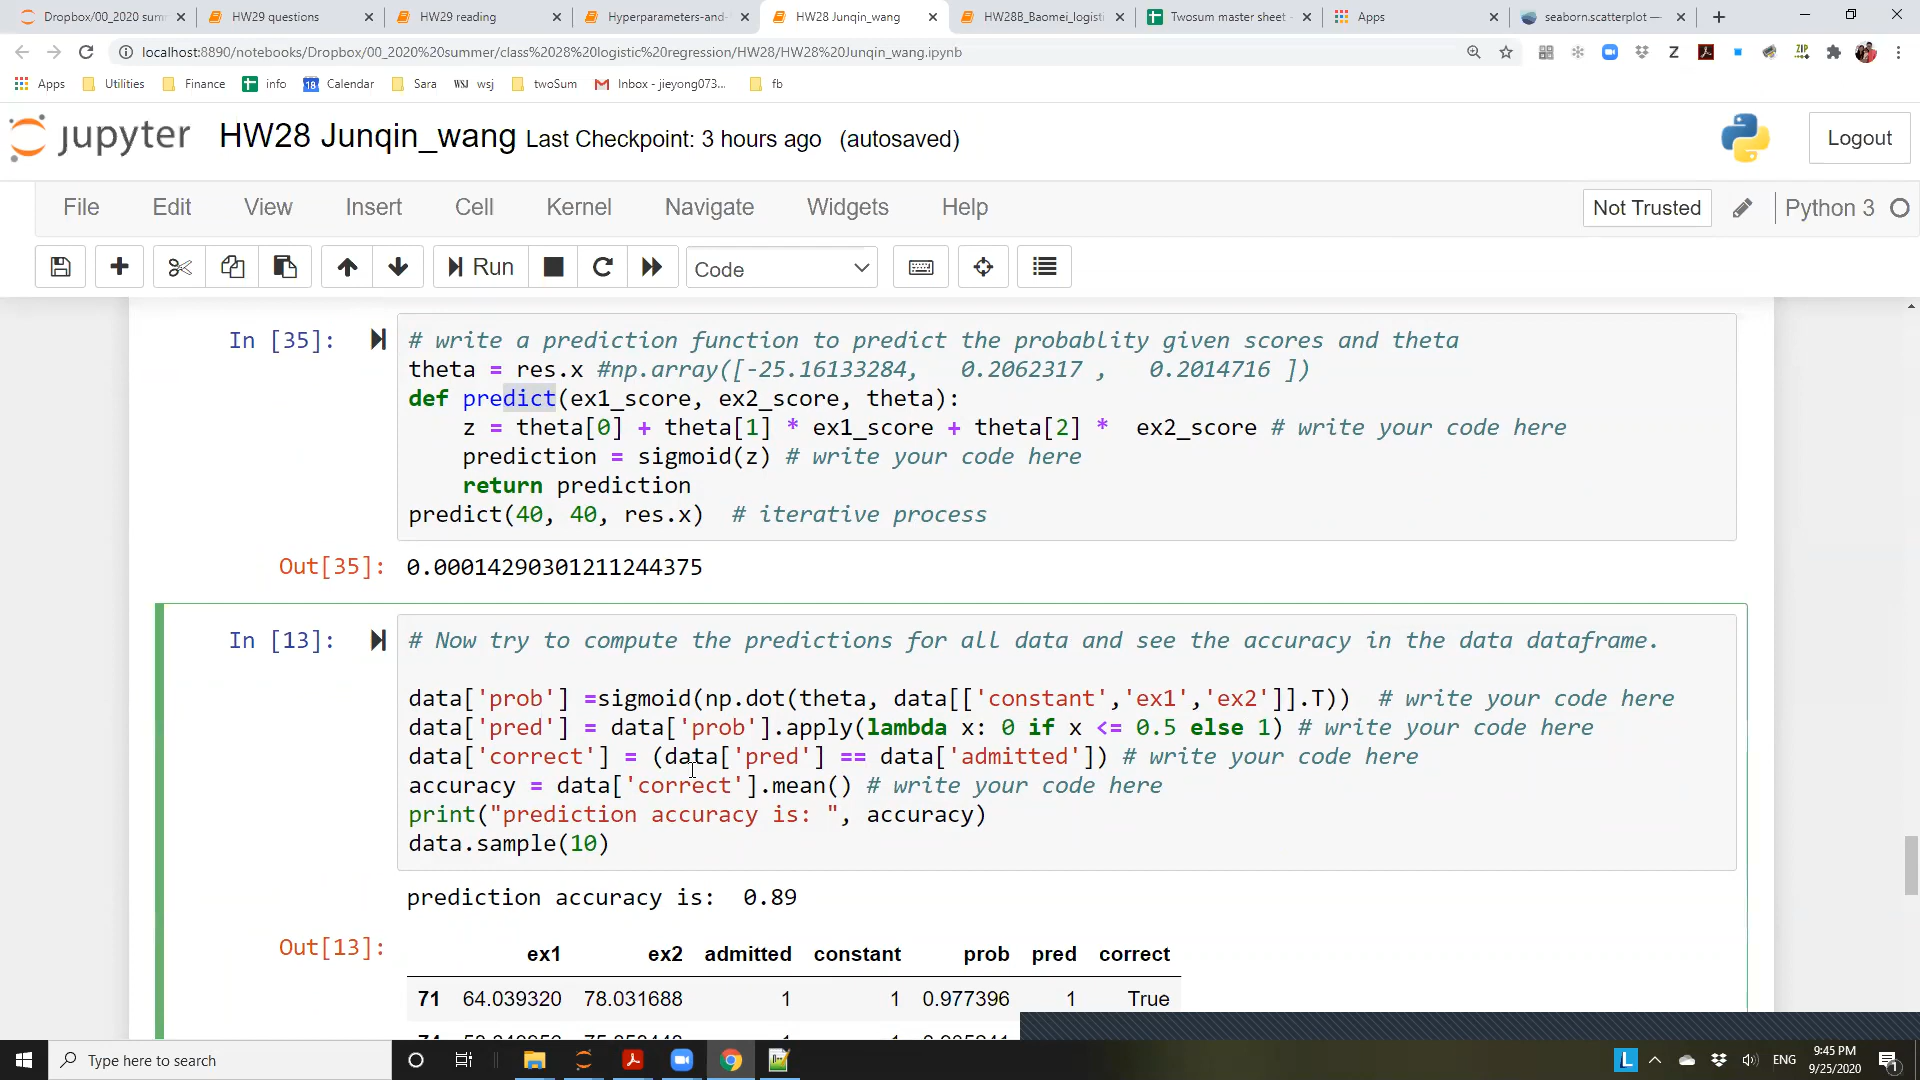 Dropbox/00_2020 sumr
HW29 questions
HW29 reading
Hyperparameters-and-
HW28 Junqin_wang
HW28B_Baomei_logisti
Twosum master sheet -
Apps
seaborn.scatterplot —
localhost:8890/notebooks/Dropbox/00_2020%20summer/class%2028%20logistic%20regression/HW28/HW28%20Junqin_wang.ipynb
Apps Utilities Finance info Calendar Sara WSJ wsj twoSum Inbox - jieyong073... fb
jupyter HW28 Junqin_wang Last Checkpoint: 3 hours ago (autosaved)
Logout
File Edit View Insert Cell Kernel Navigate Widgets Help
Not Trusted
Python 3
Run
Code
In [35]:
# write a prediction function to predict the probablity given scores and theta
theta = res.x #np.array([-25.16133284, 0.2062317 , 0.2014716 ])
def predict(ex1_score, ex2_score, theta):
z = theta[0] + theta[1] * ex1_score + theta[2] * ex2_score # write your code here
prediction = sigmoid(z) # write your code here
return prediction
predict(40, 40, res.x) # iterative process
Out[35]: 0.00014290301211244375
In [13]:
# Now try to compute the predictions for all data and see the accuracy in the data dataframe.
data['prob'] =sigmoid(np.dot(theta, data[['constant','ex1','ex2']].T)) # write your code here
data['pred'] = data['prob'].apply(lambda x: 0 if x <= 0.5 else 1) # write your code here
data['correct'] = (data['pred'] == data['admitted']) # write your code here
accuracy = data['correct'].mean() # write your code here
print("prediction accuracy is: ", accuracy)
data.sample(10)
prediction accuracy is: 0.89
Out[13]:
ex1 ex2 admitted constant prob pred correct
71 64.039320 78.031688 1 1 0.977396 1 True
Type here to search
ENG
9:45 PM
9/25/2020